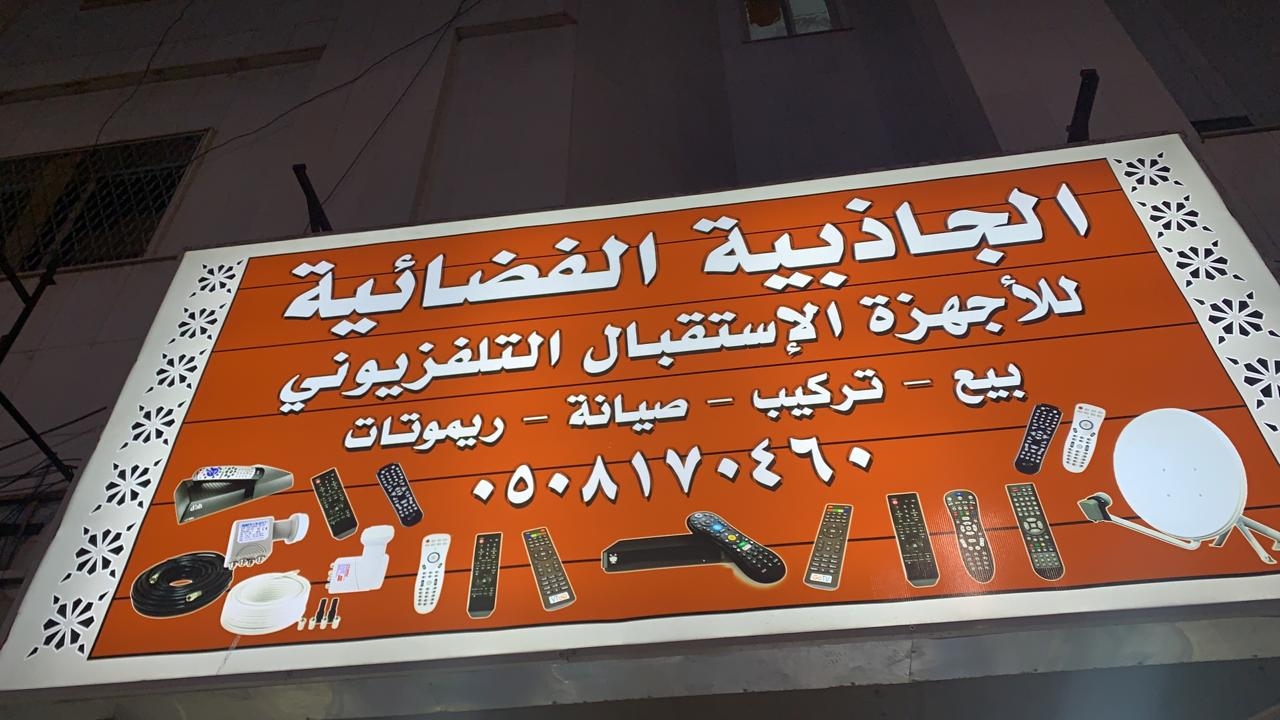 الجاذبية الفضائية
للأجهزة الإستقبال التلفزيوني
بيع - تركيب - صيانة - ريموتات
٠٥٠٨١٧٠٤٦٠